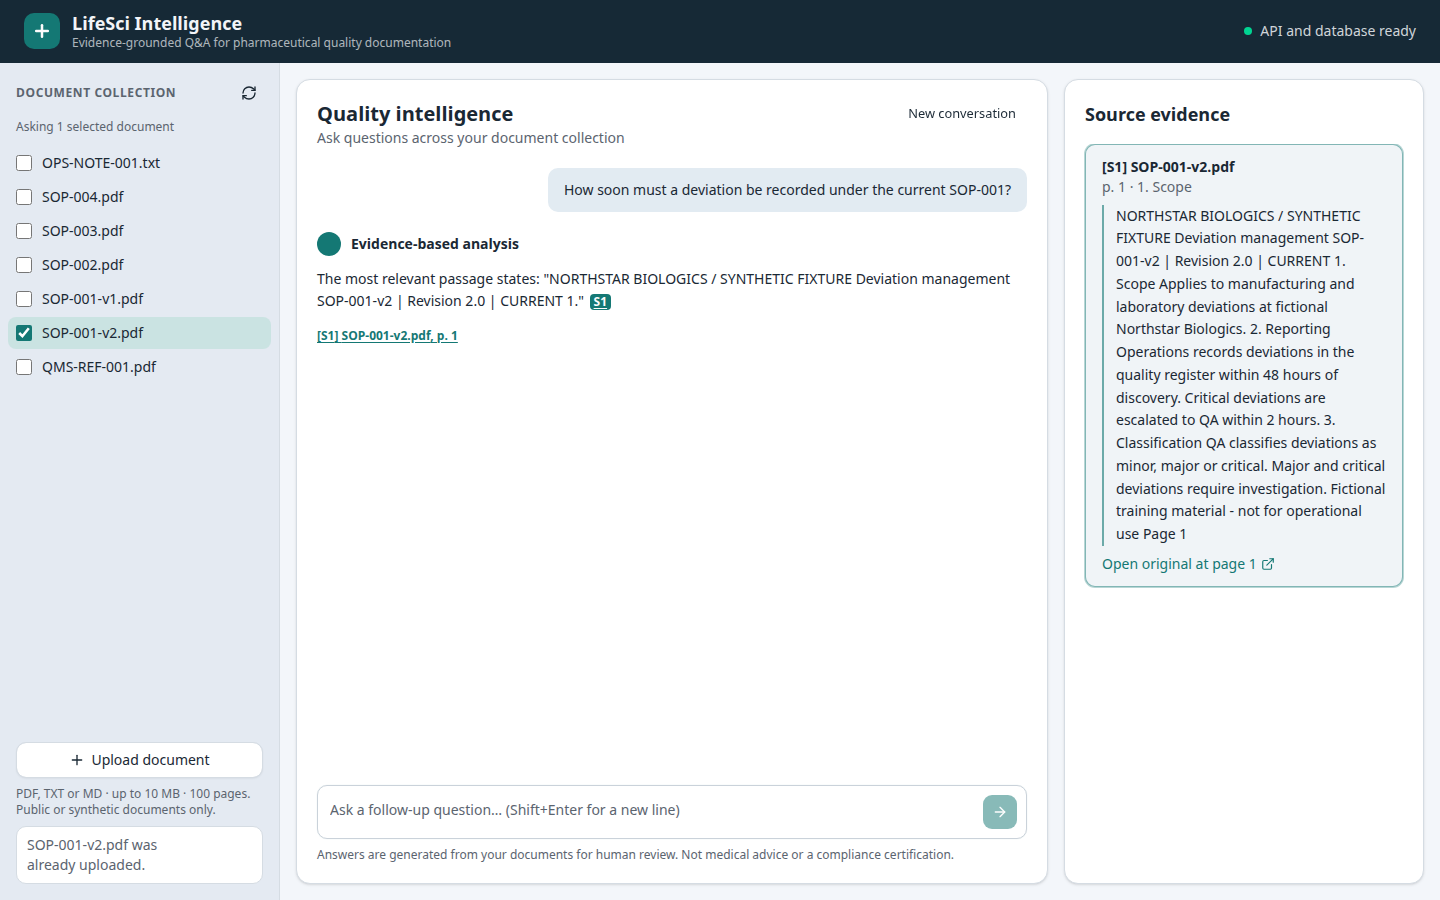 LifeSci Intelligence
Evidence-grounded Q&A for pharmaceutical quality documentation
API and database ready
DOCUMENT COLLECTION
Asking 1 selected document
OPS-NOTE-001.txt
SOP-004.pdf
SOP-003.pdf
SOP-002.pdf
SOP-001-v1.pdf
SOP-001-v2.pdf
QMS-REF-001.pdf
Upload document
PDF, TXT or MD · up to 10 MB · 100 pages.
Public or synthetic documents only.
SOP-001-v2.pdf was
already uploaded.
Quality intelligence
New conversation
Ask questions across your document collection
How soon must a deviation be recorded under the current SOP-001?
Evidence-based analysis
The most relevant passage states: "NORTHSTAR BIOLOGICS / SYNTHETIC FIXTURE Deviation management
SOP-001-v2 | Revision 2.0 | CURRENT 1." S1
[S1] SOP-001-v2.pdf, p. 1
Ask a follow-up question... (Shift+Enter for a new line)
Answers are generated from your documents for human review. Not medical advice or a compliance certification.
Source evidence
[S1] SOP-001-v2.pdf
p. 1 · 1. Scope
NORTHSTAR BIOLOGICS / SYNTHETIC
FIXTURE Deviation management SOP-
001-v2 | Revision 2.0 | CURRENT 1.
Scope Applies to manufacturing and
laboratory deviations at fictional
Northstar Biologics. 2. Reporting
Operations records deviations in the
quality register within 48 hours of
discovery. Critical deviations are
escalated to QA within 2 hours. 3.
Classification QA classifies deviations as
minor, major or critical. Major and critical
deviations require investigation. Fictional
training material - not for operational
use Page 1
Open original at page 1